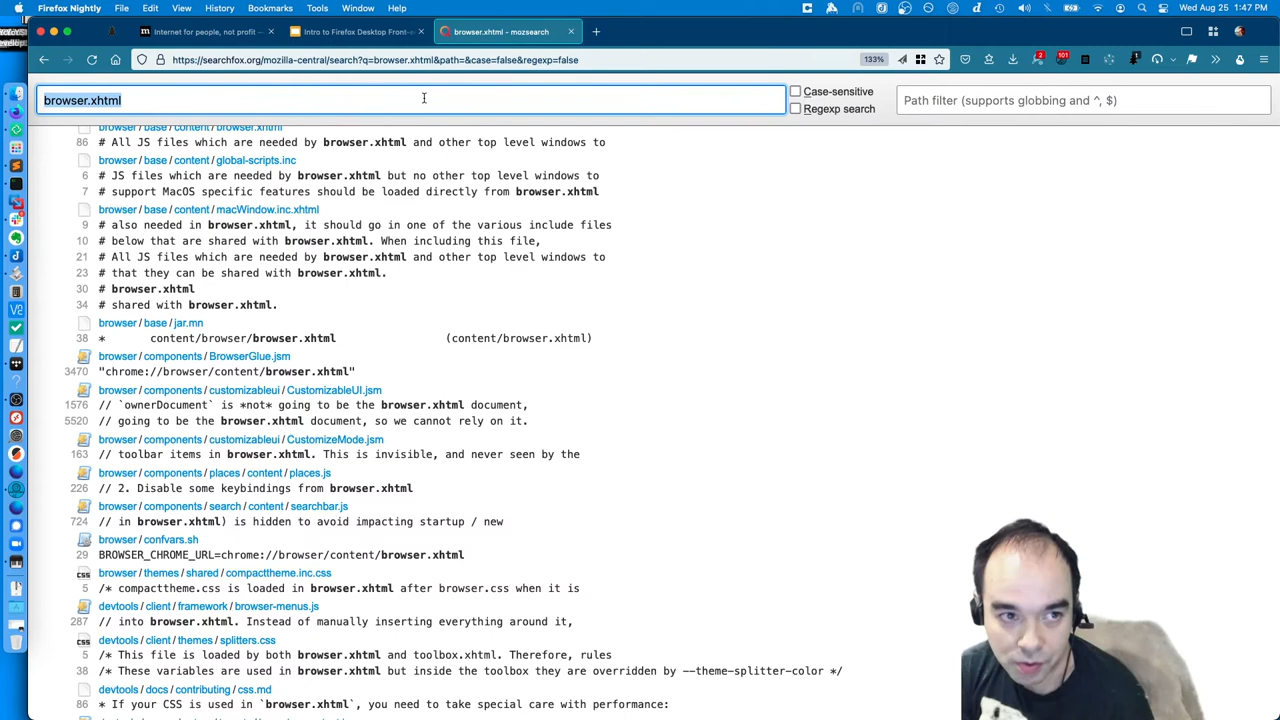 Firefox Nightly File Edit View History Bookmarks Tools Window Help
Wed Aug 25 1:47 PM
Internet for people, not profit —
Intro to Firefox Desktop Front-e
browser.xhtml - mozsearch
https://searchfox.org/mozilla-central/search?q=browser.xhtml&path=&case=false&regexp=false
133%
2
101
1
browser.xhtml
Case-sensitive
Regexp search
Path filter (supports globbing and ^, $)
browser / base / content / browser.xhtml
86 # All JS files which are needed by browser.xhtml and other top level windows to
browser / base / content / global-scripts.inc
6 # JS files which are needed by browser.xhtml but no other top level windows to
7 # support MacOS specific features should be loaded directly from browser.xhtml
browser / base / content / macWindow.inc.xhtml
9 # also needed in browser.xhtml, it should go in one of the various include files
10 # below that are shared with browser.xhtml. When including this file,
21 # All JS files which are needed by browser.xhtml and other top level windows to
23 # that they can be shared with browser.xhtml.
30 # browser.xhtml
34 # shared with browser.xhtml.
browser / base / jar.mn
38 * content/browser/browser.xhtml (content/browser.xhtml)
browser / components / BrowserGlue.jsm
3470 "chrome://browser/content/browser.xhtml"
browser / components / customizableui / CustomizableUI.jsm
1576 // `ownerDocument` is *not* going to be the browser.xhtml document,
5520 // going to be the browser.xhtml document, so we cannot rely on it.
browser / components / customizableui / CustomizeMode.jsm
163 // toolbar items in browser.xhtml. This is invisible, and never seen by the
browser / components / places / content / places.js
226 // 2. Disable some keybindings from browser.xhtml
browser / components / search / content / searchbar.js
724 // in browser.xhtml) is hidden to avoid impacting startup / new
browser / confvars.sh
29 BROWSER_CHROME_URL=chrome://browser/content/browser.xhtml
browser / themes / shared / compacttheme.inc.css
5 /* compacttheme.css is loaded in browser.xhtml after browser.css when it is
devtools / client / framework / browser-menus.js
287 // into browser.xhtml. Instead of manually inserting everything around it,
devtools / client / themes / splitters.css
5 /* This file is loaded by both browser.xhtml and toolbox.xhtml. Therefore, rules
38 /* These variables are used in browser.xhtml but inside the toolbox they are overridden by --theme-splitter-color */
devtools / docs / contributing / css.md
86 * If your CSS is used in `browser.xhtml`, you need to take special care with performance: